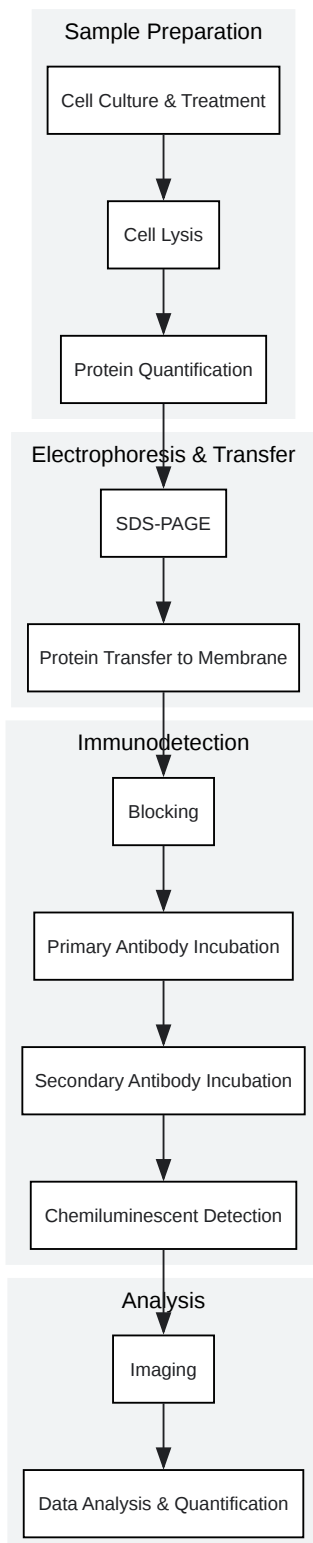 Sample Preparation
Cell Culture & Treatment
Cell Lysis
Protein Quantification
Electrophoresis & Transfer
SDS-PAGE
Protein Transfer to Membrane
Immunodetection
Blocking
Primary Antibody Incubation
Secondary Antibody Incubation
Chemiluminescent Detection
Analysis
Imaging
Data Analysis & Quantification